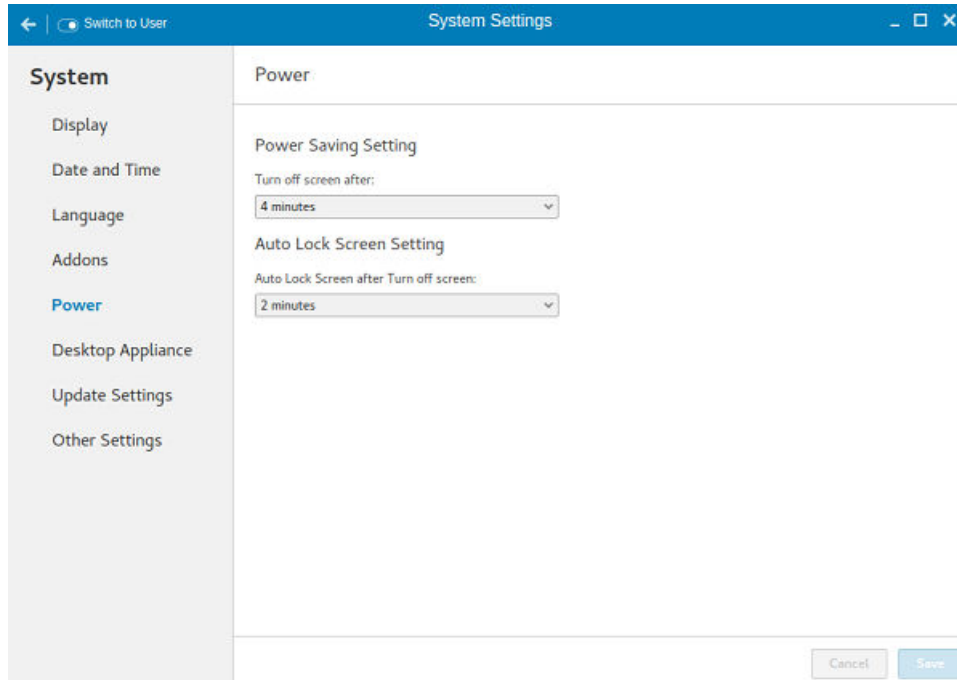 Switch to User
System Settings
System
Display
Date and Time
Language
Addons
Power
Desktop Appliance
Update Settings
Other Settings
Power
Power Saving Setting
Turn off screen after:
4 minutes
Auto Lock Screen Setting
Auto Lock Screen after Turn off screen:
2 minutes
Cancel
Save